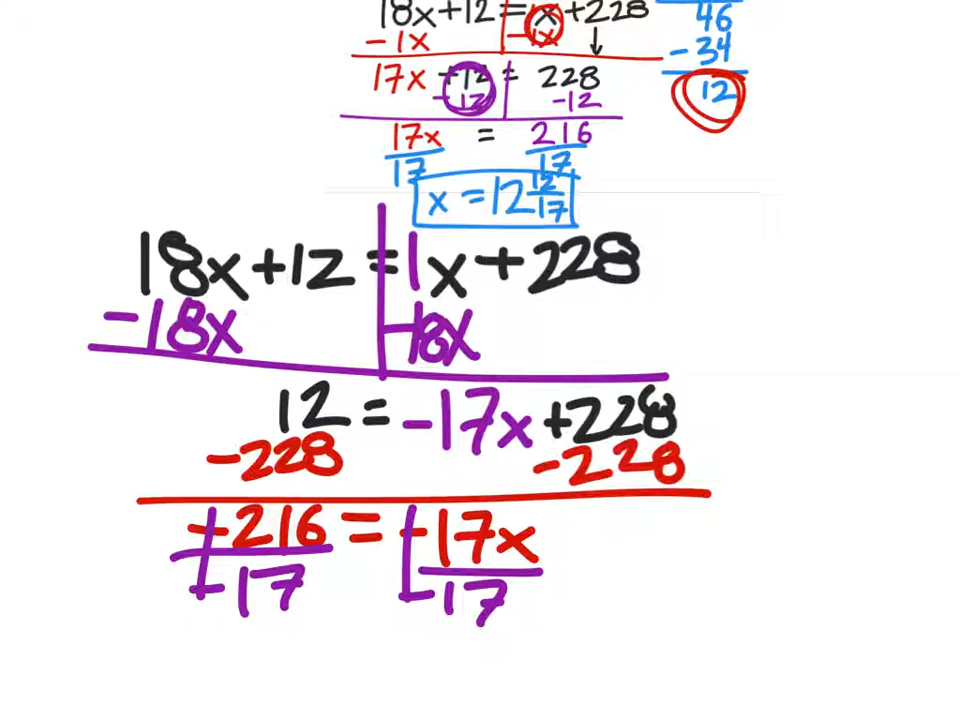 18x+12 = x+228
-1x -1x
17x +12 = 228
-12 -12
17x = 216
17 17
x = 12 12/17
46
-34
12
18x+12 = 1x+228
-18x -18x
12 = -17x +228
-228 -228
-216 = -17x
-17 -17